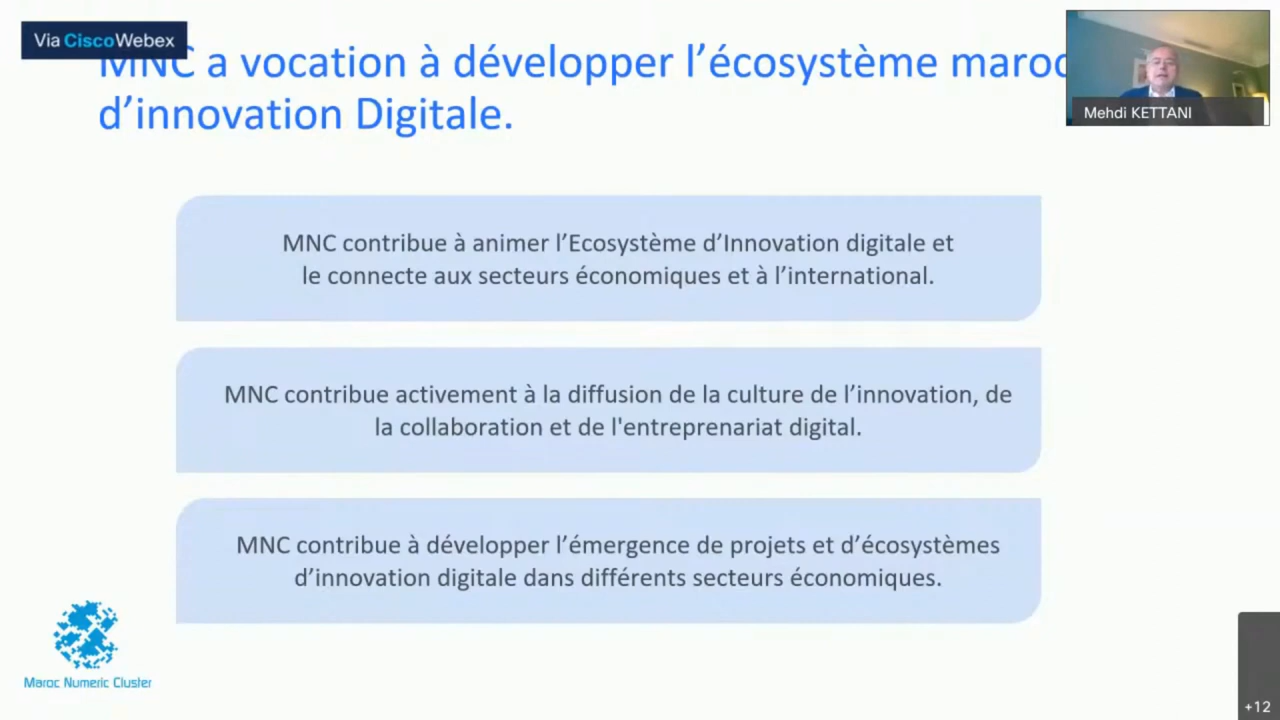 Via CiscoWebex
MNC a vocation à développer l’écosystème
d’innovation Digitale.
Mehdi KETTANI
MNC contribue à animer l’Ecosystème d’Innovation digitale et
le connecte aux secteurs économiques et à l’international.
MNC contribue activement à la diffusion de la culture de l’innovation, de
la collaboration et de l'entreprenariat digital.
MNC contribue à développer l’émergence de projets et d’écosystèmes
d’innovation digitale dans différents secteurs économiques.
Maroc Numeric Cluster
+12